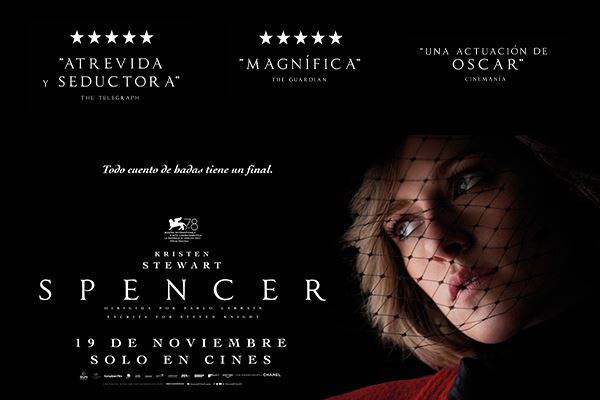 "ATREVIDA
Y SEDUCTORA"
THE TELEGRAPH
"MAGNÍFICA"
THE GUARDIAN
"UNA ACTUACIÓN DE
OSCAR"
CINEMANÍA
Todo cuento de hadas tiene un final.
78
KRISTEN
STEWART
SPENCER
DIRIGIDA POR PABLO LARRAÍN
ESCRITA POR STEVEN KNIGHT
19 DE NOVIEMBRE
SOLO EN CINES
CHANEL